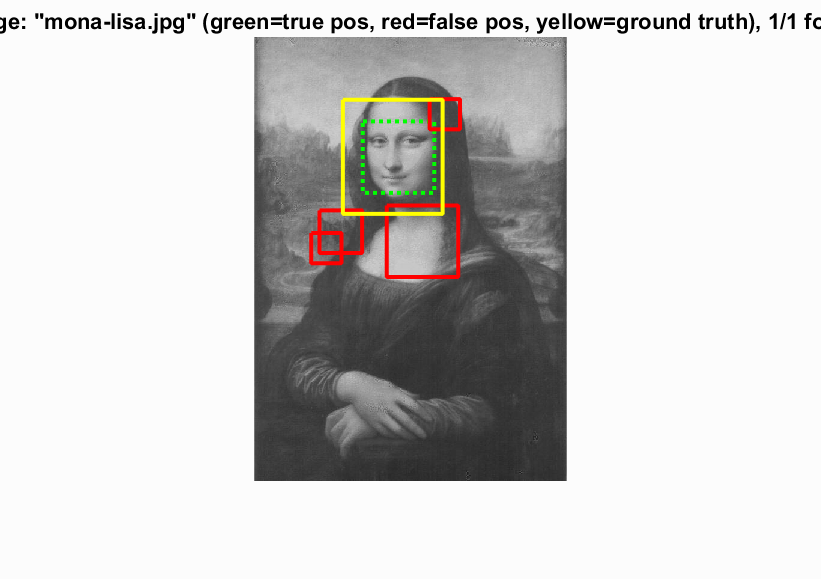 ge: "mona-lisa.jpg" (green=true pos, red=false pos, yellow=ground truth), 1/1 fo